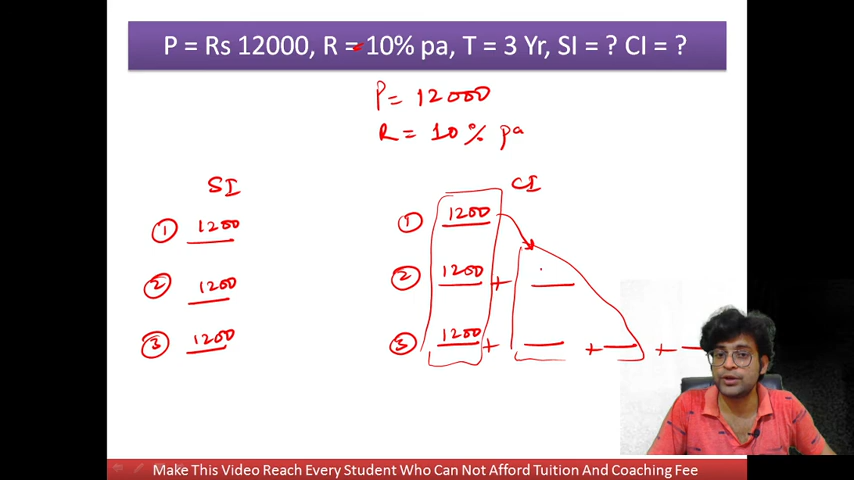 P = Rs 12000, R = 10% pa, T = 3 Yr, SI = ? CI = ?
P= 12000
R = 10% pa
SI
CI
① 1200
① 1200
② 1200
② 1200 +
③ 1200
③ 1200 + + +
Make This Video Reach Every Student Who Can Not Afford Tuition And Coaching Fee